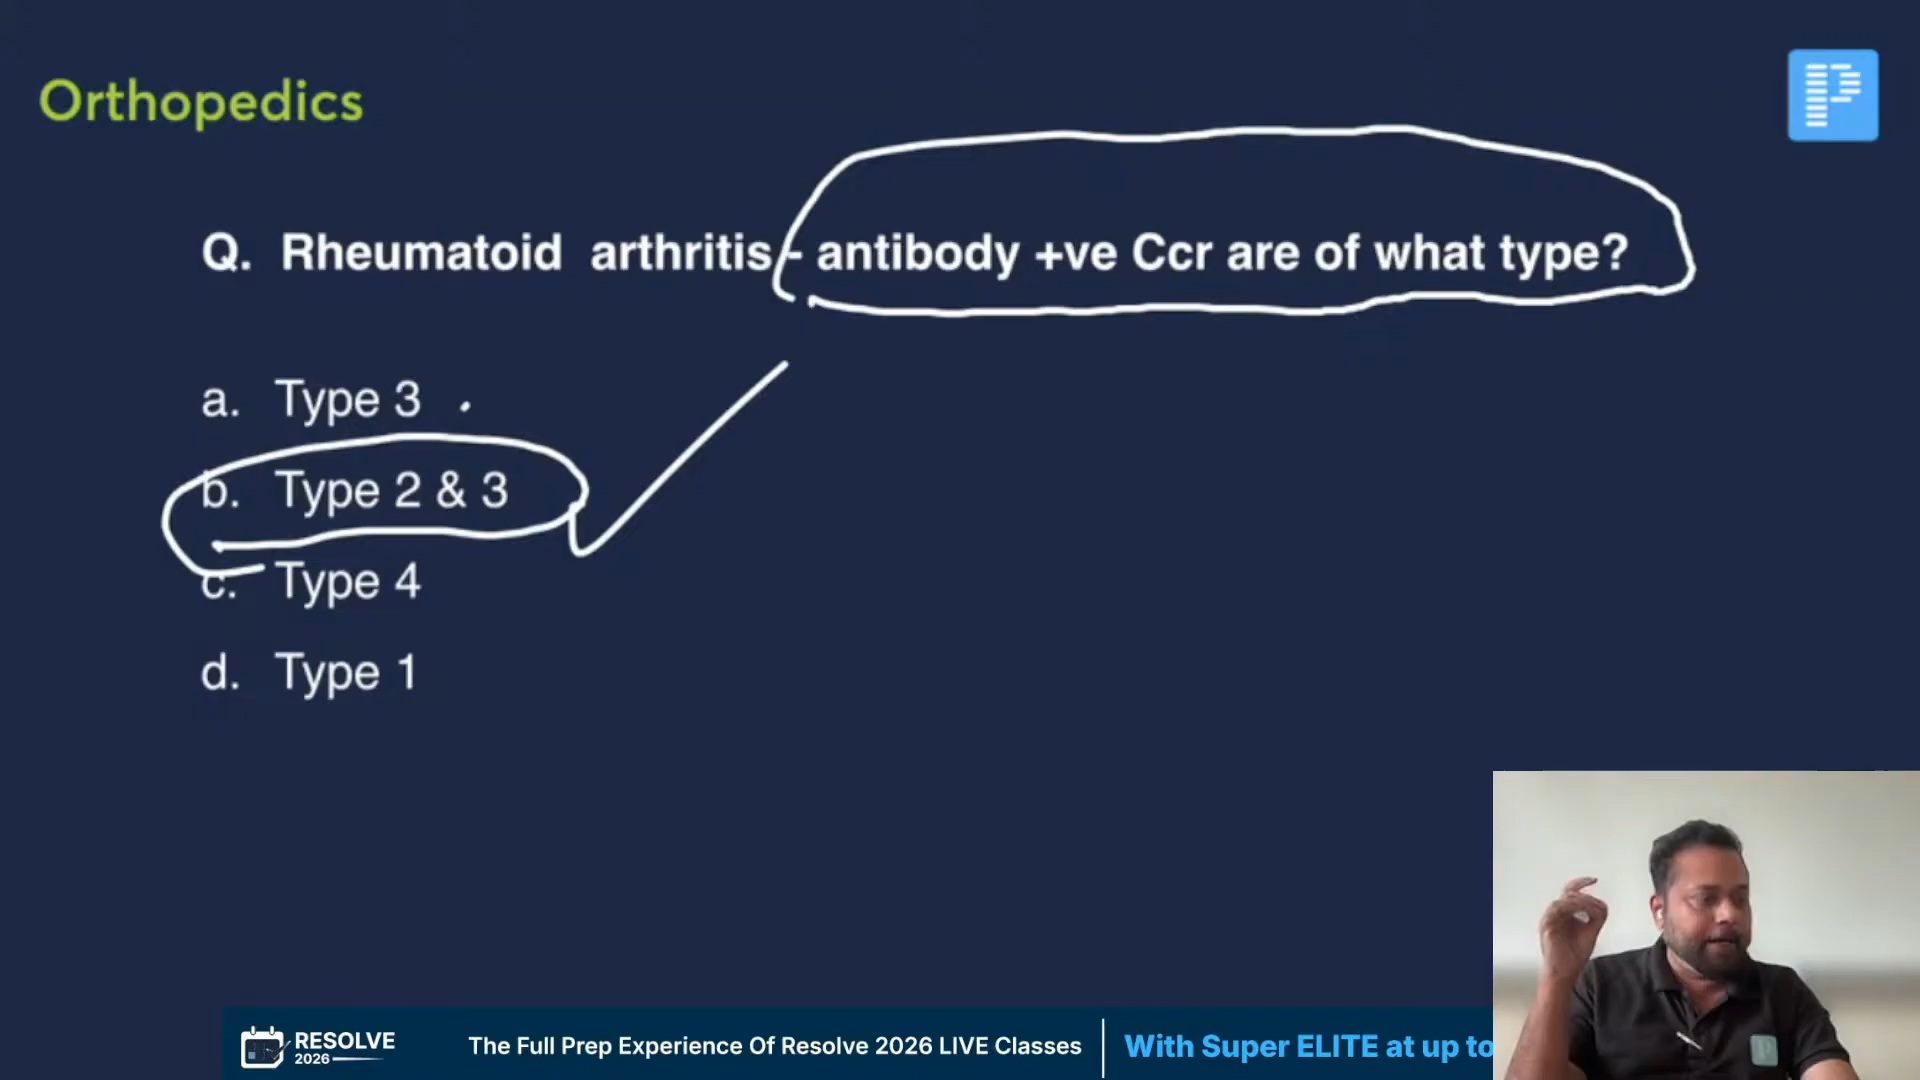 Orthopedics
Q. Rheumatoid arthritis - antibody +ve Ccr are of what type?
a. Type 3
b. Type 2 & 3
c. Type 4
d. Type 1
RESOLVE
2026
The Full Prep Experience Of Resolve 2026 LIVE Classes
With Super ELITE at up to